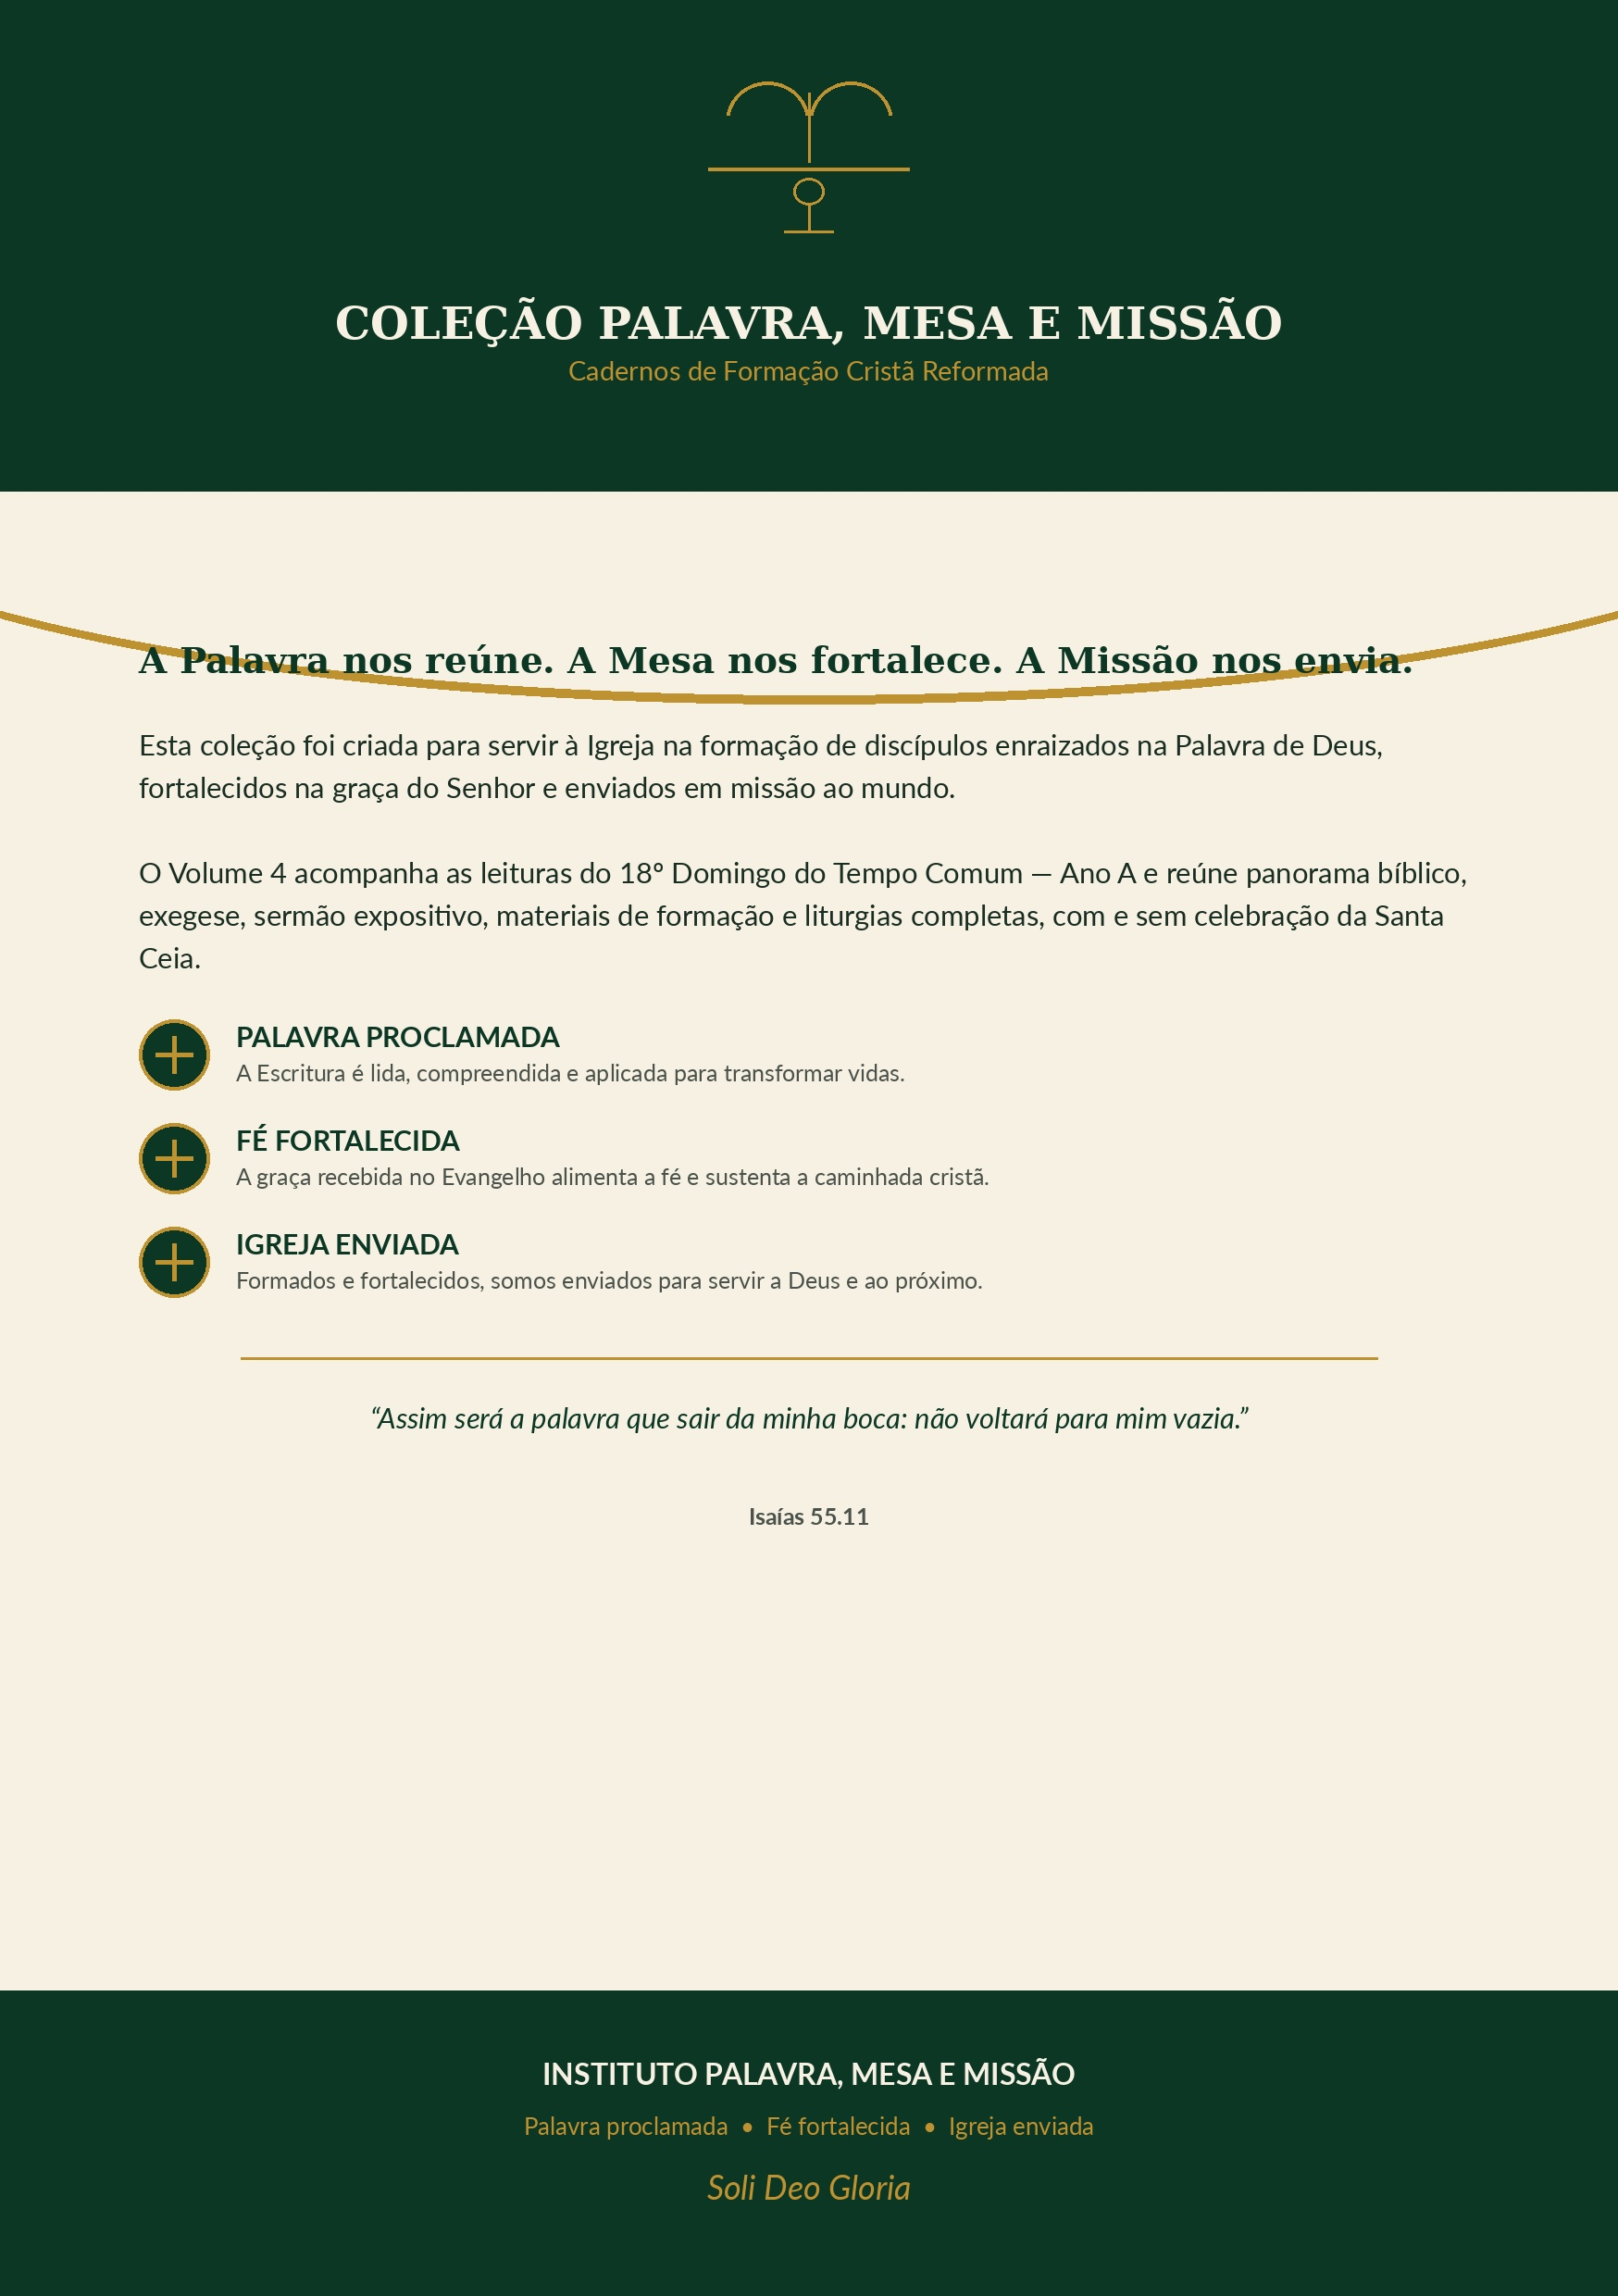 COLEÇÃO PALAVRA, MESA E MISSÃO
Cadernos de Formação Cristã Reformada
A Palavra nos reúne. A Mesa nos fortalece. A Missão nos envia.
Esta coleção foi criada para servir à Igreja na formação de discípulos enraizados na Palavra de Deus,
fortalecidos na graça do Senhor e enviados em missão ao mundo.
O Volume 4 acompanha as leituras do 18º Domingo do Tempo Comum — Ano A e reúne panorama bíblico,
exegese, sermão expositivo, materiais de formação e liturgias completas, com e sem celebração da Santa
Ceia.
PALAVRA PROCLAMADA
A Escritura é lida, compreendida e aplicada para transformar vidas.
FÉ FORTALECIDA
A graça recebida no Evangelho alimenta a fé e sustenta a caminhada cristã.
IGREJA ENVIADA
Formados e fortalecidos, somos enviados para servir a Deus e ao próximo.
“Assim será a palavra que sair da minha boca: não voltará para mim vazia.”
Isaías 55.11
INSTITUTO PALAVRA, MESA E MISSÃO
Palavra proclamada • Fé fortalecida • Igreja enviada
Soli Deo Gloria